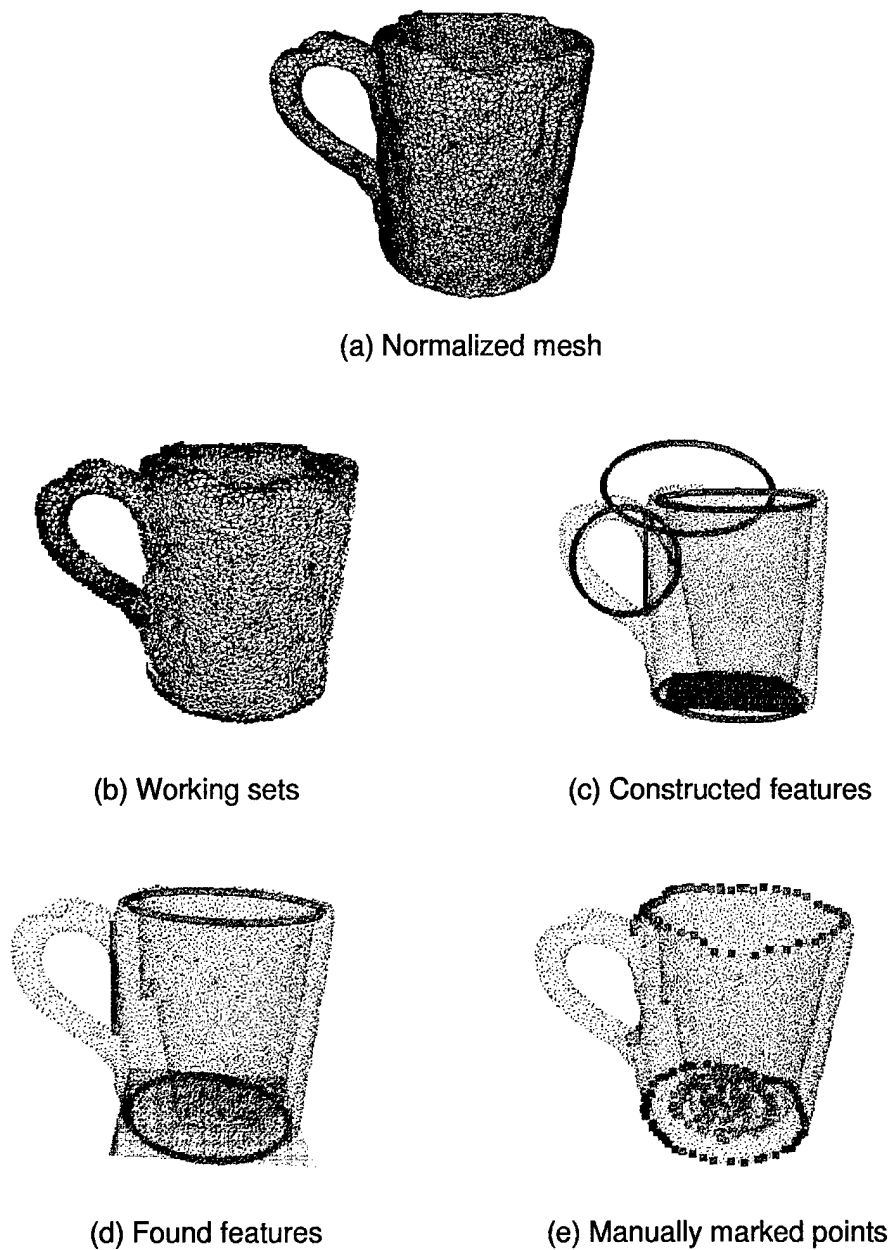 (a) Normalized mesh
(b) Working sets
(c) Constructed features
(d) Found features
(e) Manually marked points